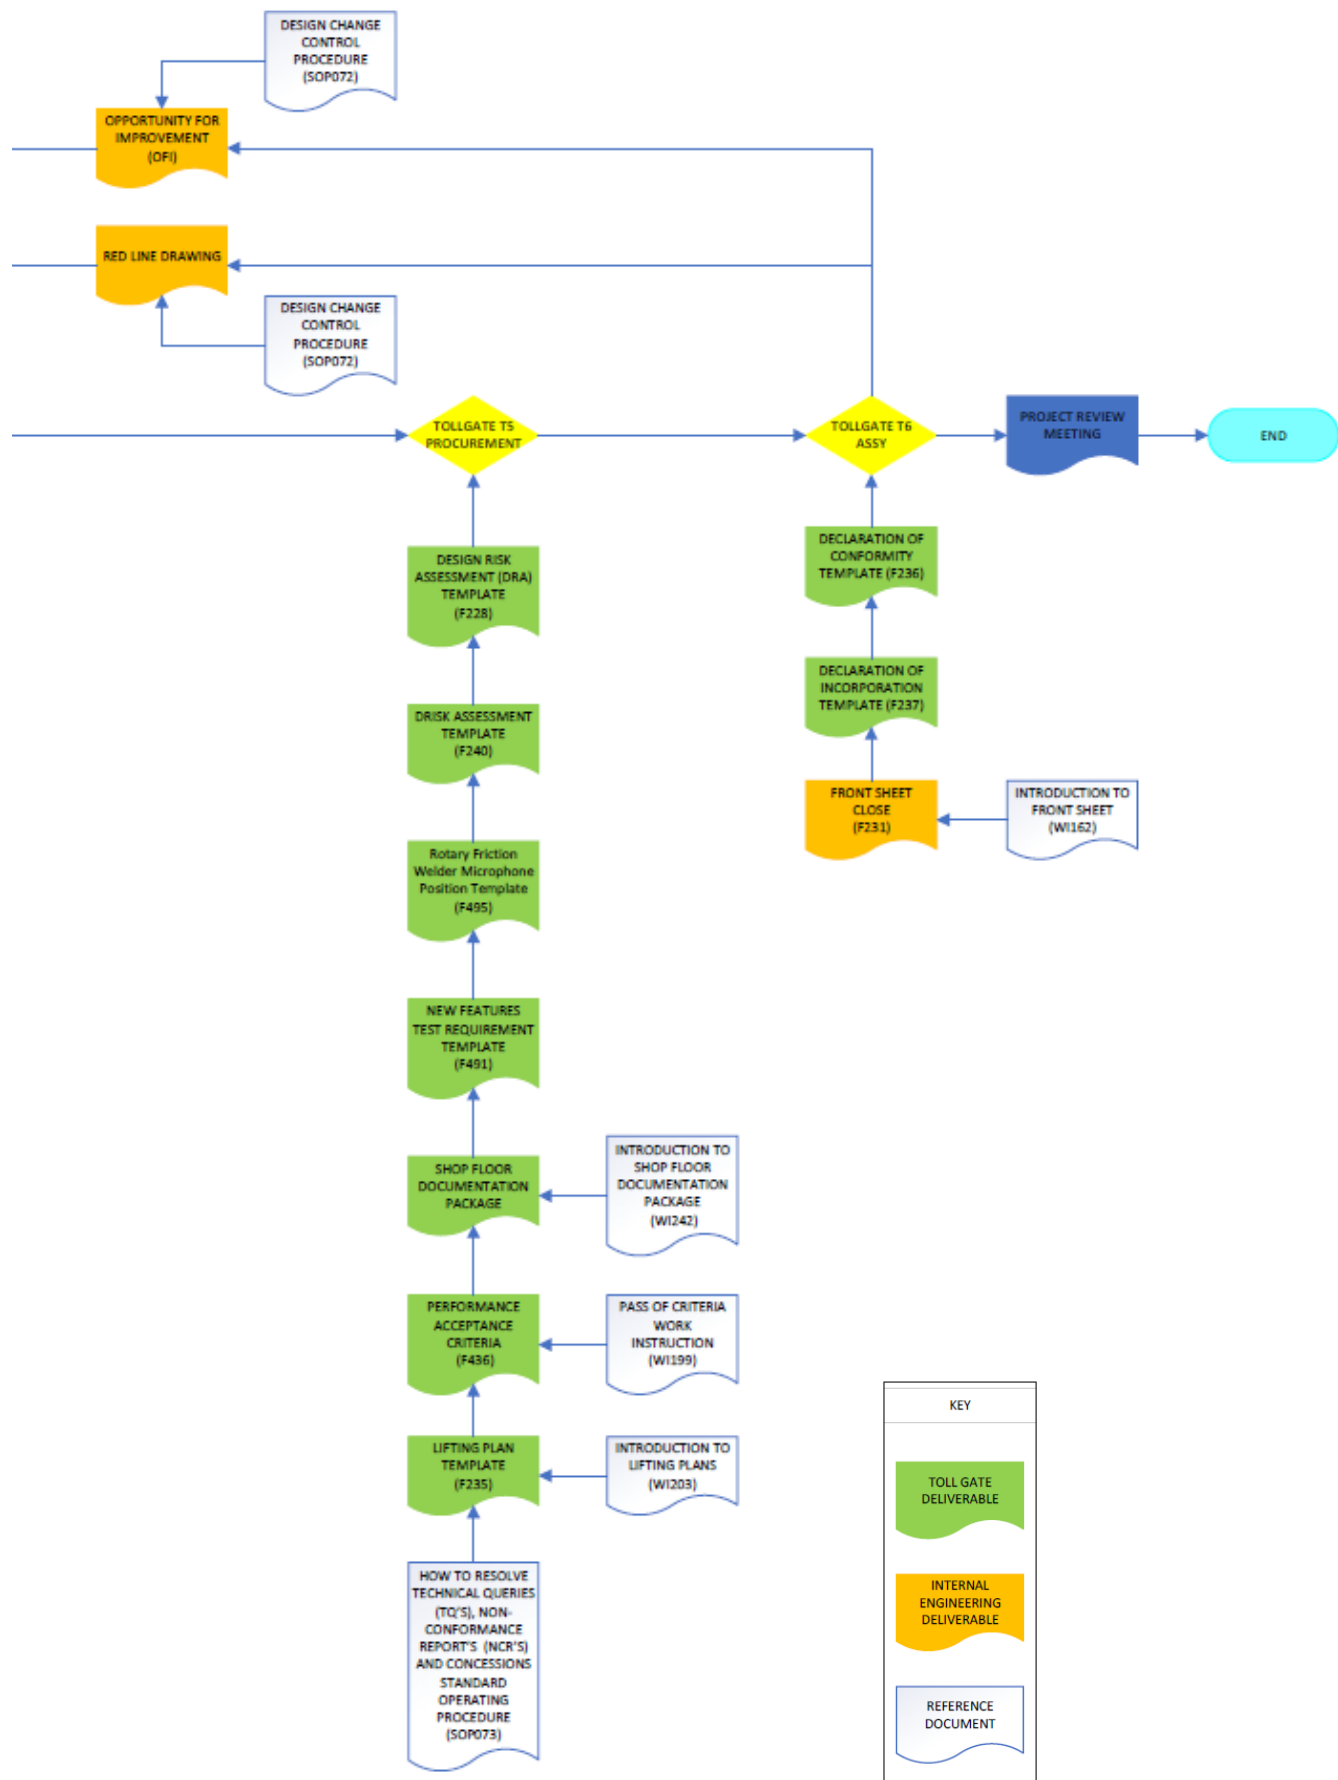 DESIGN CHANGE
CONTROL
PROCEDURE
(SOP072)
OPPORTUNITY FOR
IMPROVEMENT
(OFI)
RED LINE DRAWING
DESIGN CHANGE
CONTROL
PROCEDURE
(SOP072)
TOLLGATE T5
PROCUREMENT
TOLLGATE T6
ASSY
PROJECT REVIEW
MEETING
END
DESIGN RISK
ASSESSMENT (DRA)
TEMPLATE
(F228)
DECLARATION OF
CONFORMITY
TEMPLATE (F236)
DECLARATION OF
INCORPORATION
TEMPLATE (F237)
DRISK ASSESSMENT
TEMPLATE
(F240)
FRONT SHEET
CLOSE
(F231)
INTRODUCTION TO
FRONT SHEET
(WI162)
Rotary Friction
Welder Microphone
Position Template
(F495)
NEW FEATURES
TEST REQUIREMENT
TEMPLATE
(F491)
SHOP FLOOR
DOCUMENTATION
PACKAGE
INTRODUCTION TO
SHOP FLOOR
DOCUMENTATION
PACKAGE
(WI242)
PERFORMANCE
ACCEPTANCE
CRITERIA
(F436)
PASS OF CRITERIA
WORK
INSTRUCTION
(WI199)
LIFTING PLAN
TEMPLATE
(F235)
INTRODUCTION TO
LIFTING PLANS
(WI203)
HOW TO RESOLVE
TECHNICAL QUERIES
(TQ'S), NON-
CONFORMANCE
REPORT'S (NCR'S)
AND CONCESSIONS
STANDARD
OPERATING
PROCEDURE
(SOP073)
KEY
TOLL GATE
DELIVERABLE
INTERNAL
ENGINEERING
DELIVERABLE
REFERENCE
DOCUMENT